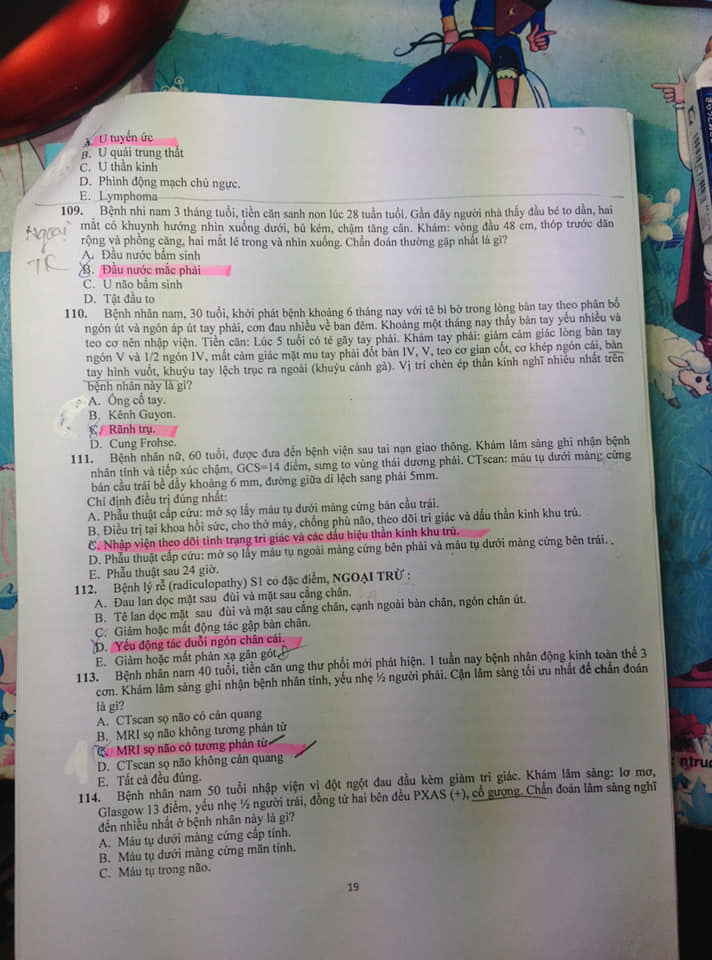 A. U tuyến ức
B. U quái trung thất
C. U thần kinh
D. Phình động mạch chủ ngực.
E. Lymphoma
109. Bệnh nhi nam 3 tháng tuổi, tiền căn sanh non lúc 28 tuần tuổi. Gần đây người nhà thấy đầu bé to dần, hai
mắt có khuynh hướng nhìn xuống dưới, bú kém, chậm tăng cân. Khám: vòng đầu 48 cm, thóp trước dãn
rộng và phồng căng, hai mắt lé trong và nhìn xuống. Chẩn đoán thường gặp nhất là gì?
Ngoại
TK
A. Đầu nước bẩm sinh
B. Đầu nước mắc phải
C. U não bẩm sinh
D. Tật đầu to
110. Bệnh nhân nam, 30 tuổi, khởi phát bệnh khoảng 6 tháng nay với tê bì bờ trong lòng bàn tay theo phân bố
ngón út và ngón áp út tay phải, cơn đau nhiều về ban đêm. Khoảng một tháng nay thấy bàn tay yếu nhiều và
teo cơ nên nhập viện. Tiền căn: Lúc 5 tuổi có té gãy tay phải. Khám tay phải: giảm cảm giác lòng bàn tay
ngón V và 1/2 ngón IV, mất cảm giác mặt mu tay phải đốt bàn IV, V, teo cơ gian cốt, cơ khép ngón cái, bàn
tay hình vuốt, khuỷu tay lệch trục ra ngoài (khuỷu cánh gà). Vị trí chèn ép thần kinh nghĩ nhiều nhất trên
bệnh nhân này là gì?
A. Ống cổ tay.
B. Kênh Guyon.
C. Rãnh trụ.
D. Cung Frohse.
111. Bệnh nhân nữ, 60 tuổi, được đưa đến bệnh viện sau tai nạn giao thông. Khám lâm sàng ghi nhận bệnh
nhân tỉnh và tiếp xúc chậm, GCS=14 điểm, sưng to vùng thái dương phải. CTscan: máu tụ dưới màng cứng
bán cầu trái bề dầy khoảng 6 mm, đường giữa di lệch sang phải 5mm.
Chỉ định điều trị đúng nhất:
A. Phẫu thuật cấp cứu: mở sọ lấy máu tụ dưới màng cứng bán cầu trái.
B. Điều trị tại khoa hồi sức, cho thở máy, chống phù não, theo dõi tri giác và dấu thần kinh khu trú.
C. Nhập viện theo dõi tình trạng tri giác và các dấu hiệu thần kinh khu trú.
D. Phẫu thuật cấp cứu: mở sọ lấy máu tụ ngoài màng cứng bên phải và máu tụ dưới màng cứng bên trái.
E. Phẫu thuật sau 24 giờ.
112. Bệnh lý rễ (radiculopathy) S1 có đặc điểm, NGOẠI TRỪ :
A. Đau lan dọc mặt sau đùi và mặt sau cẳng chân.
B. Tê lan dọc mặt sau đùi và mặt sau cẳng chân, cạnh ngoài bàn chân, ngón chân út.
C. Giảm hoặc mất động tác gập bàn chân.
D. Yếu động tác duỗi ngón chân cái.
E. Giảm hoặc mất phản xạ gân gót.
113. Bệnh nhân nam 40 tuổi, tiền căn ung thư phổi mới phát hiện. 1 tuần nay bệnh nhân động kinh toàn thể 3
cơn. Khám lâm sàng ghi nhận bệnh nhân tỉnh, yếu nhẹ ½ người phải. Cận lâm sàng tối ưu nhất để chẩn đoán
là gì?
A. CTscan sọ não có cản quang
B. MRI sọ não không tương phản từ
C. MRI sọ não có tương phản từ
D. CTscan sọ não không cản quang
E. Tất cả đều đúng.
114. Bệnh nhân nam 50 tuổi nhập viện vì đột ngột đau đầu kèm giảm tri giác. Khám lâm sàng: lơ mơ,
Glasgow 13 điểm, yếu nhẹ ½ người trái, đồng tử hai bên đều PXAS (+), cổ gượng. Chẩn đoán lâm sàng nghĩ
đến nhiều nhất ở bệnh nhân này là gì?
A. Máu tụ dưới màng cứng cấp tính.
B. Máu tụ dưới màng cứng mãn tính.
C. Máu tụ trong não.
19